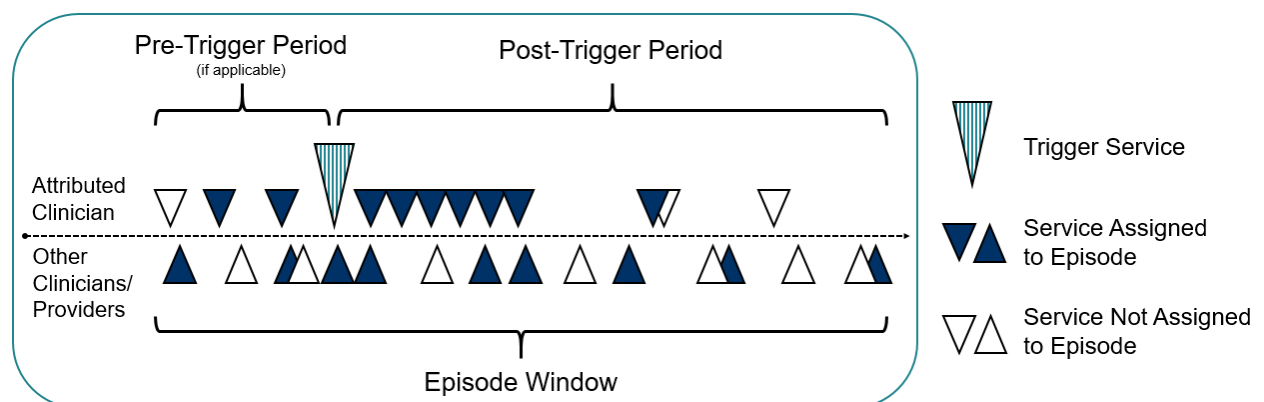 Pre-Trigger Period
(if applicable)
Post-Trigger Period
Attributed
Clinician
Other
Clinicians/
Providers
Episode Window
Trigger Service
Service Assigned
to Episode
Service Not Assigned
to Episode